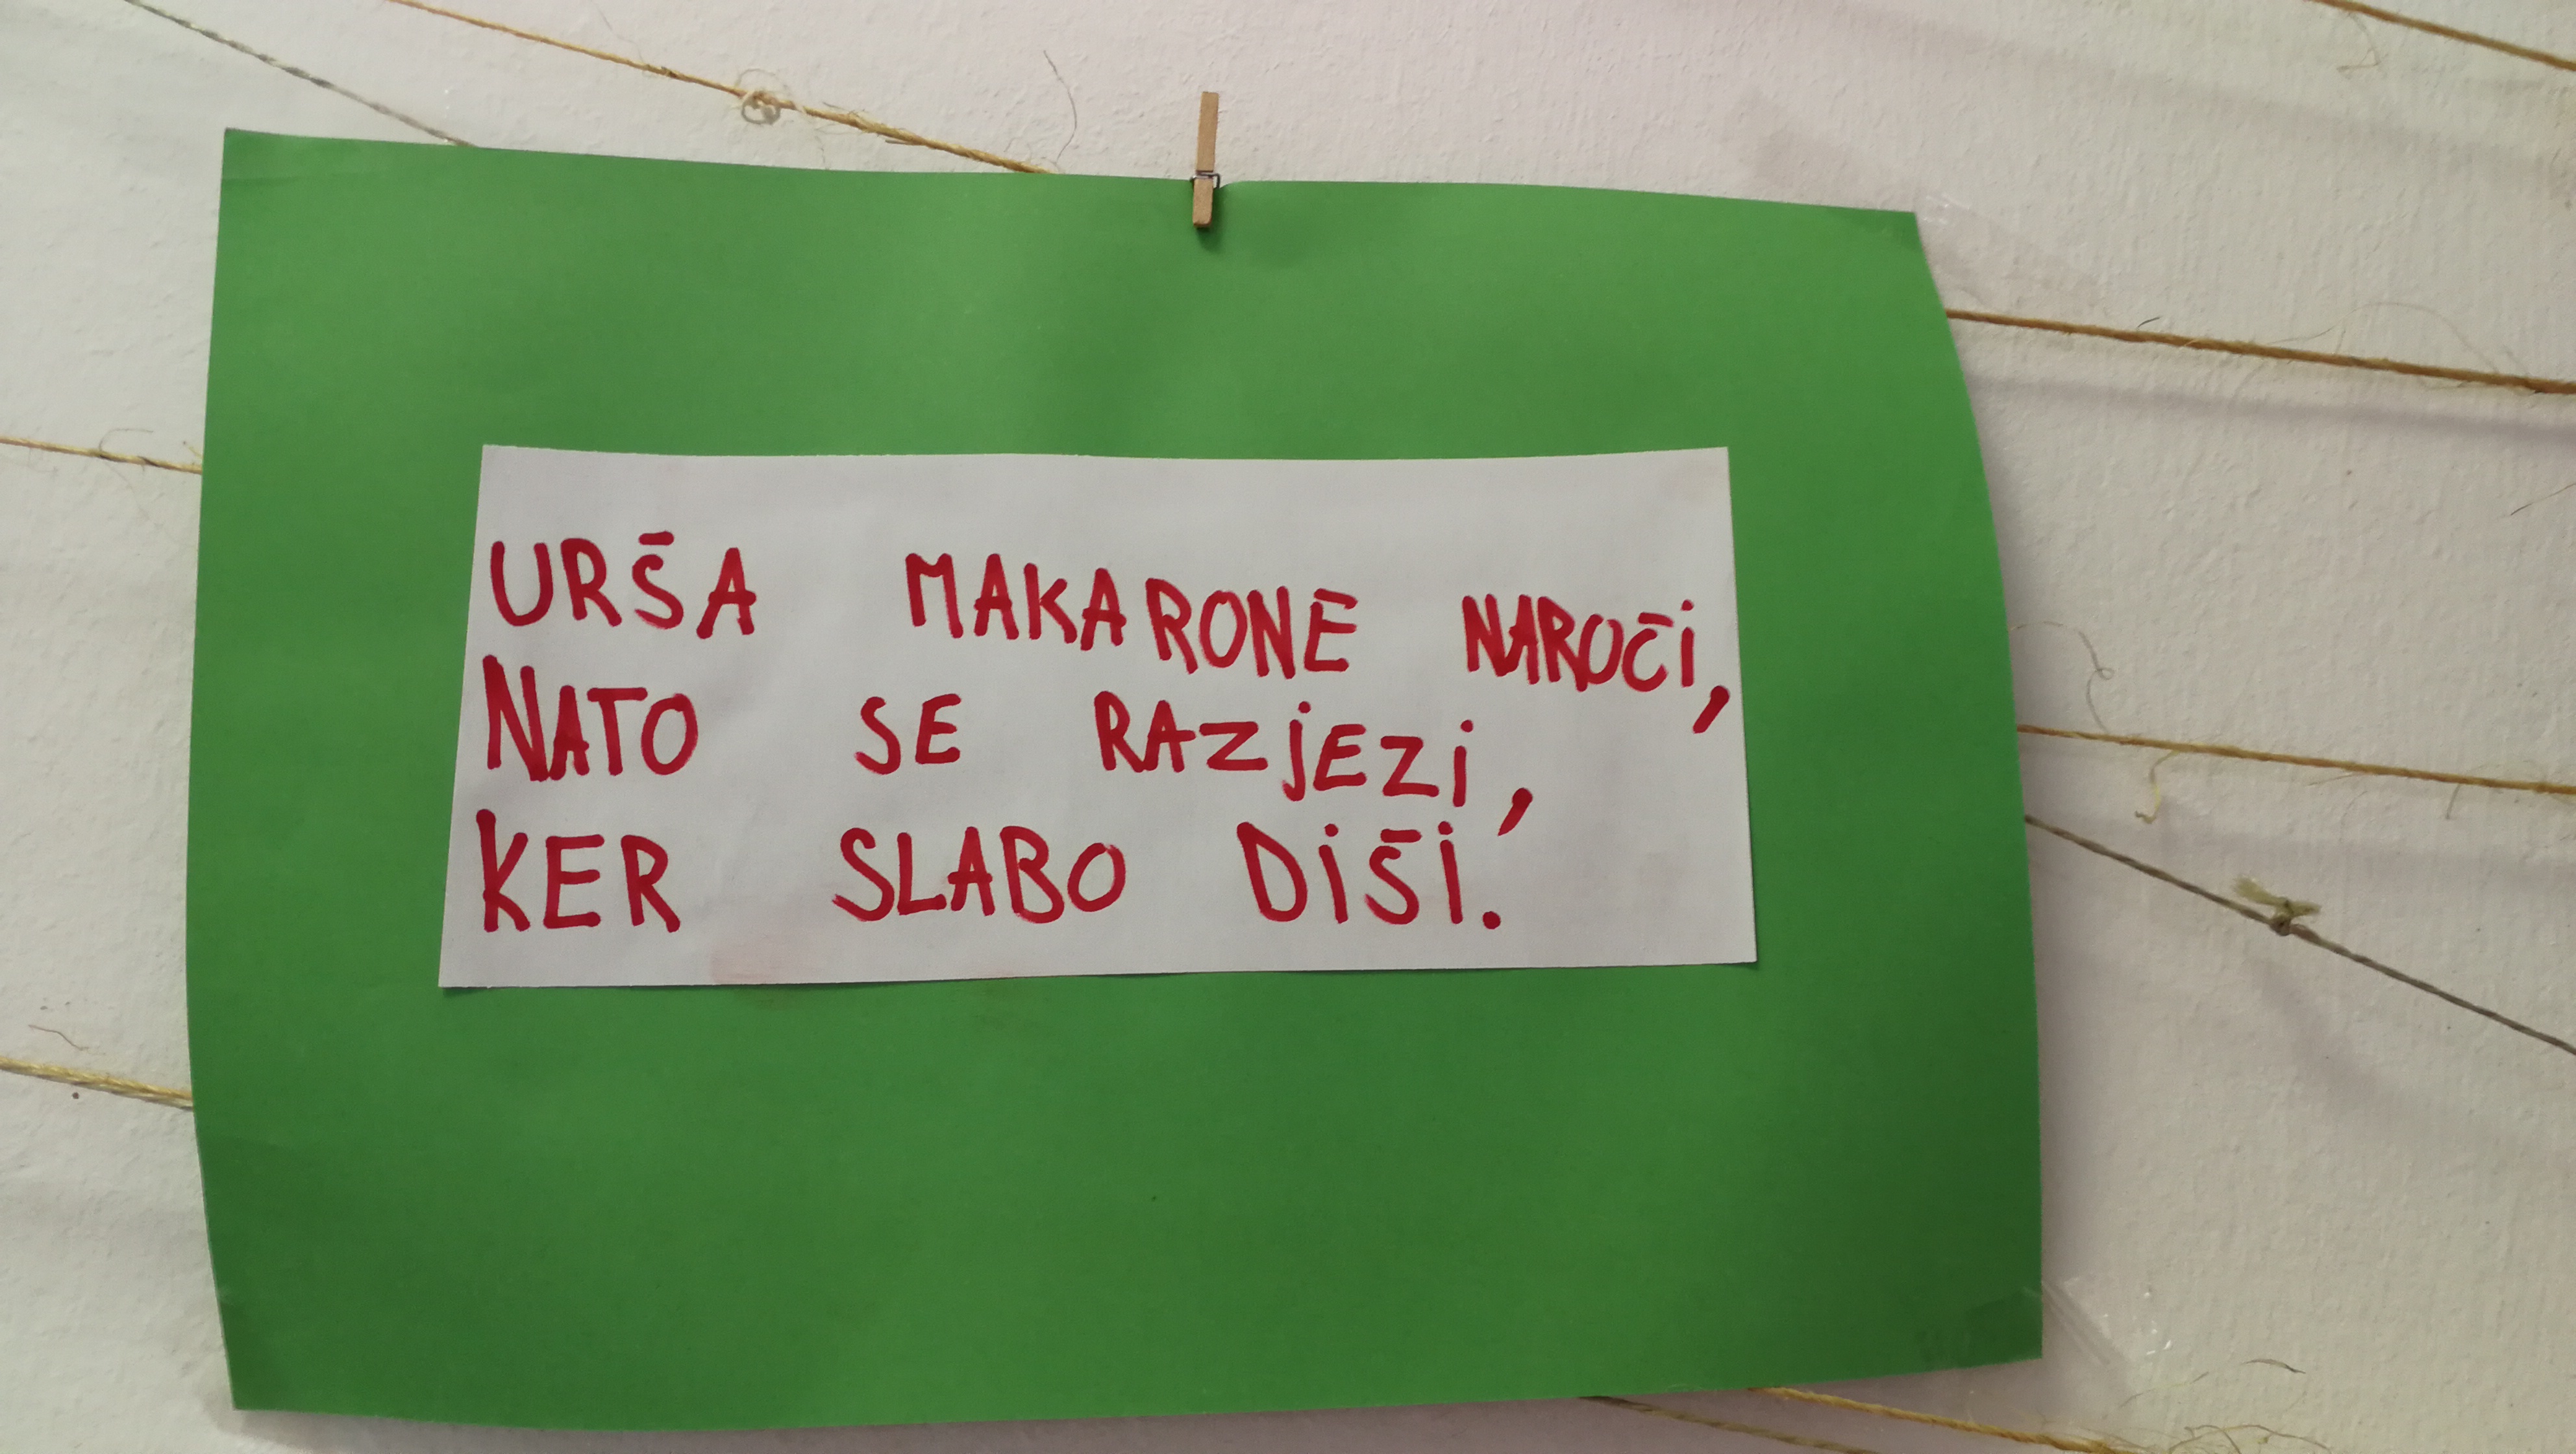 URŠA MAKARONE NAROČI,
NATO SE RAZJEZI,
KER SLABO DIŠI.